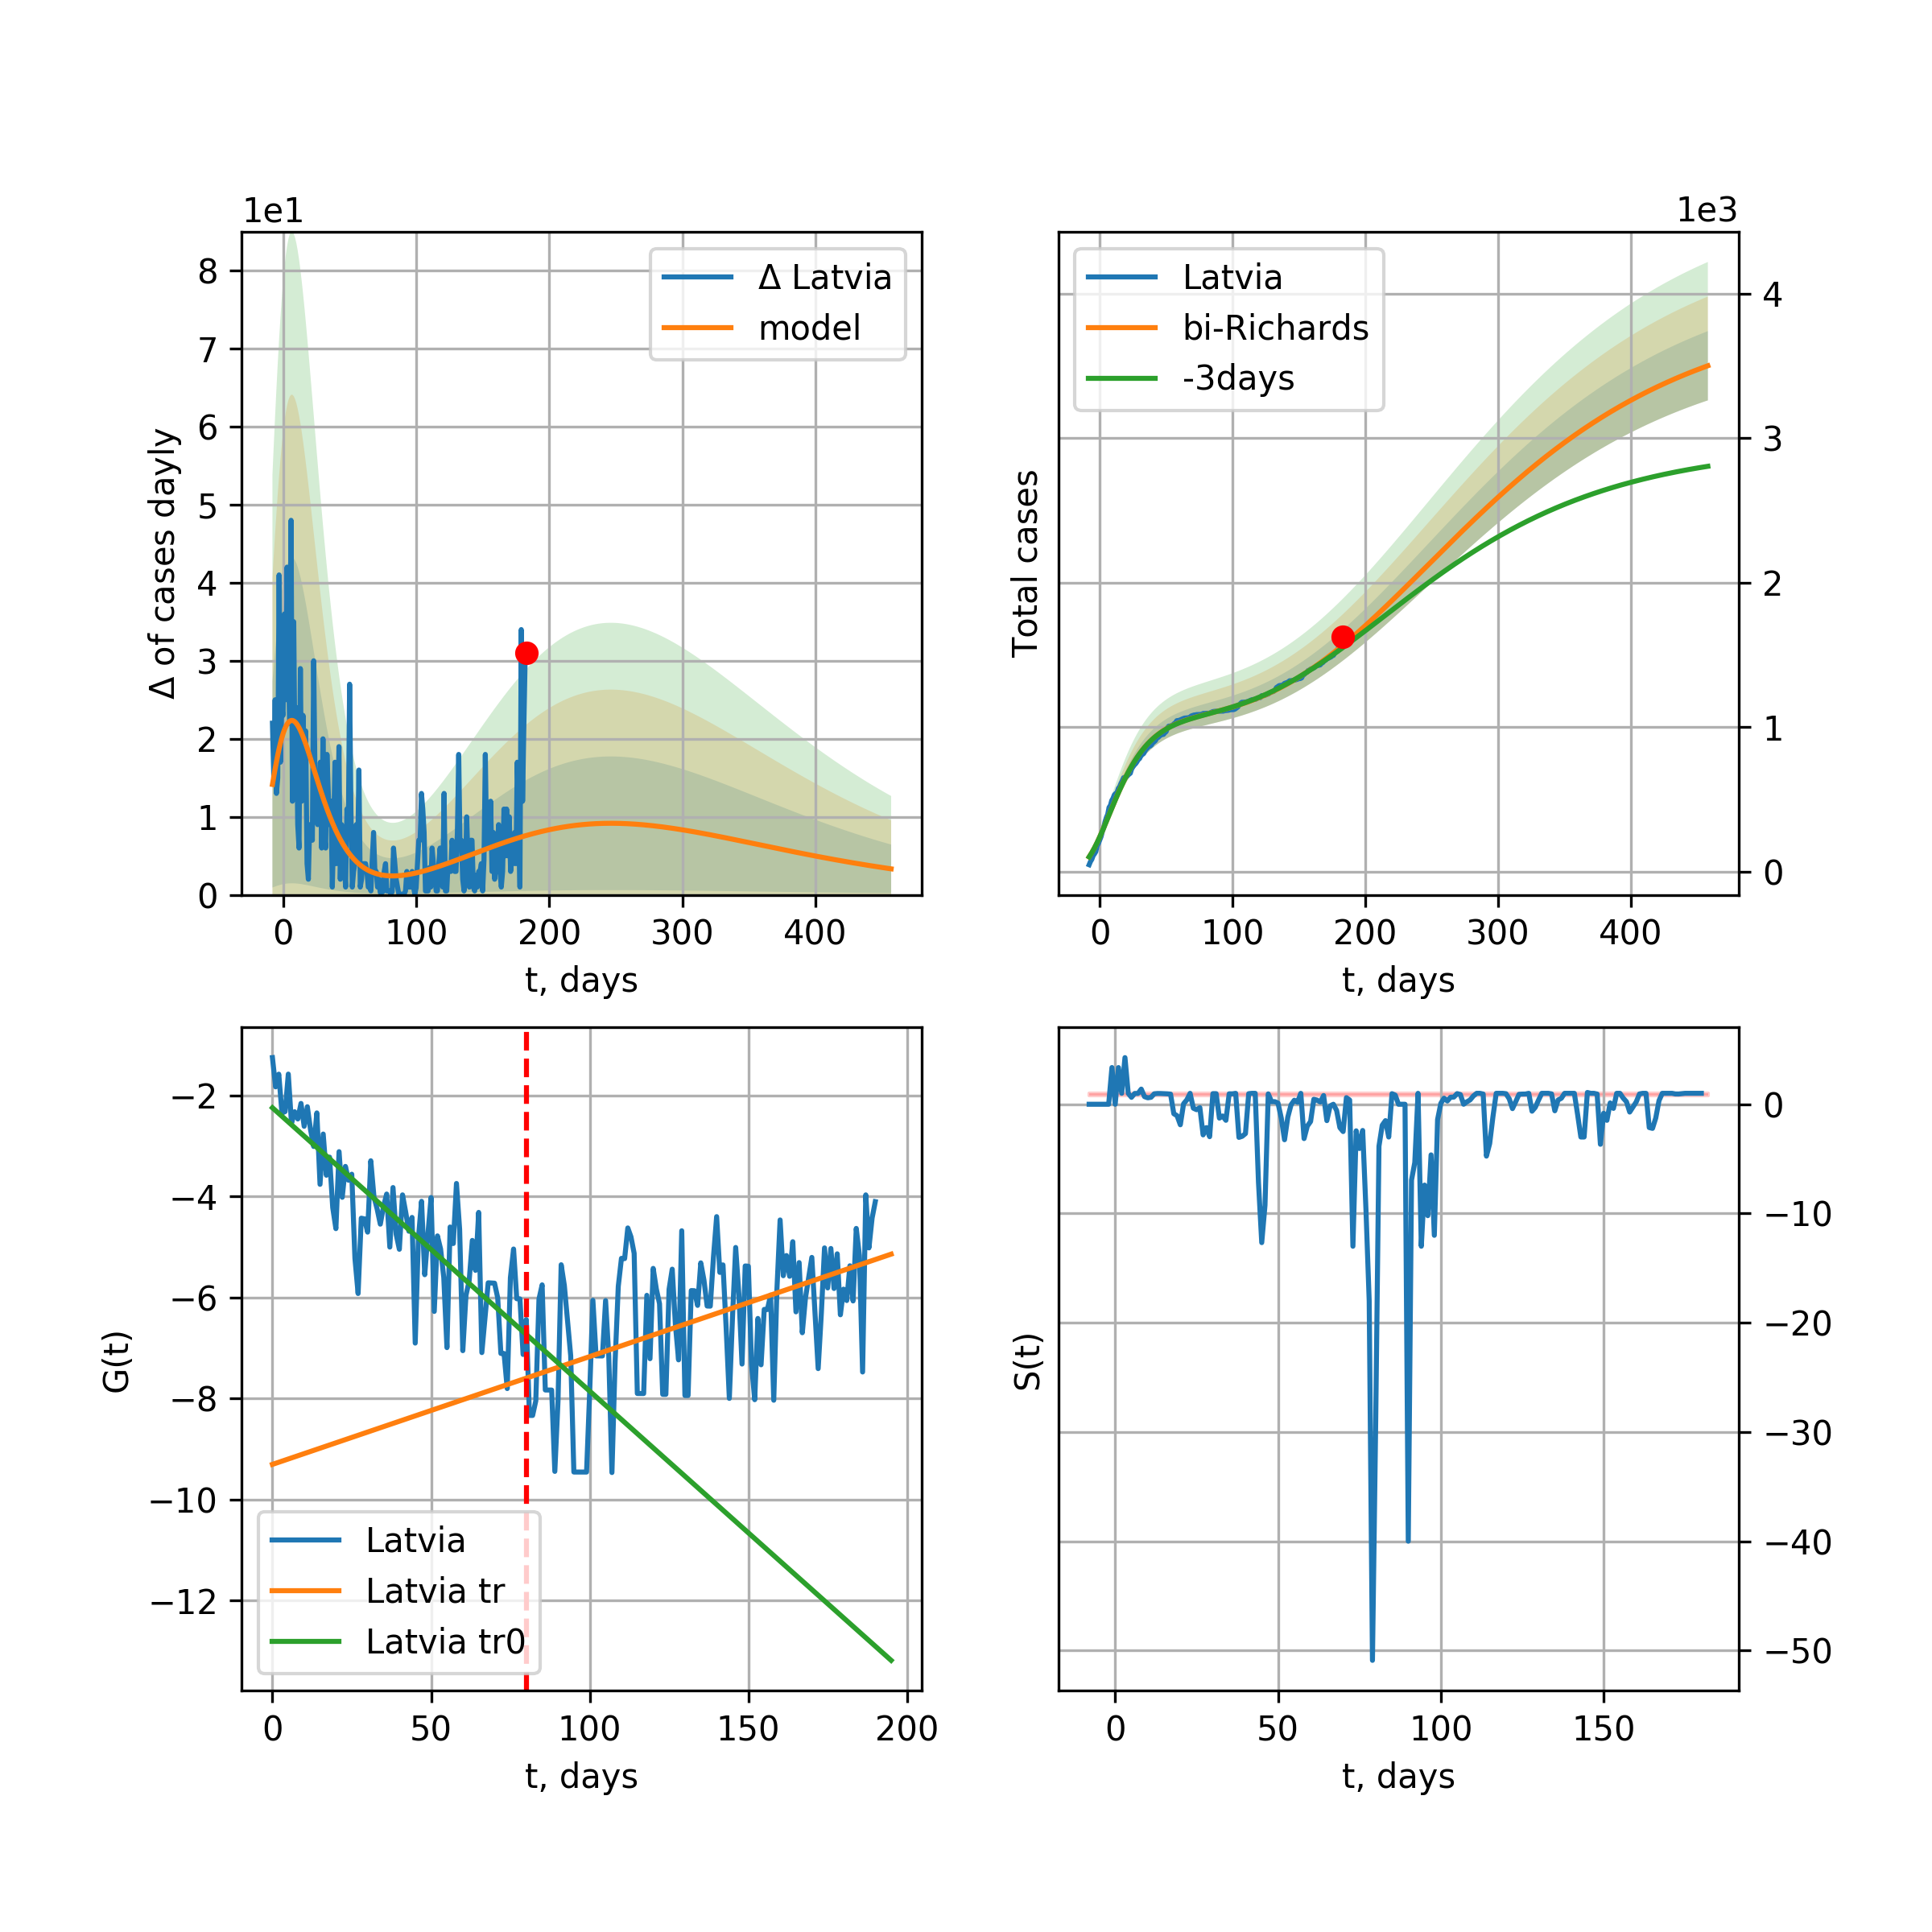 1e1
8
7
6
5
4
3
2
1
0
Δ of cases dayly
Δ Latvia
model
0 100 200 300 400
t, days
1e3
Latvia
bi-Richards
-3days
Total cases
4
3
2
1
0
0 100 200 300 400
t, days
−2
−4
−6
−8
−10
−12
G(t)
Latvia
Latvia tr
Latvia tr0
0 50 100 150 200
t, days
S(t)
0
−10
−20
−30
−40
−50
0 50 100 150
t, days